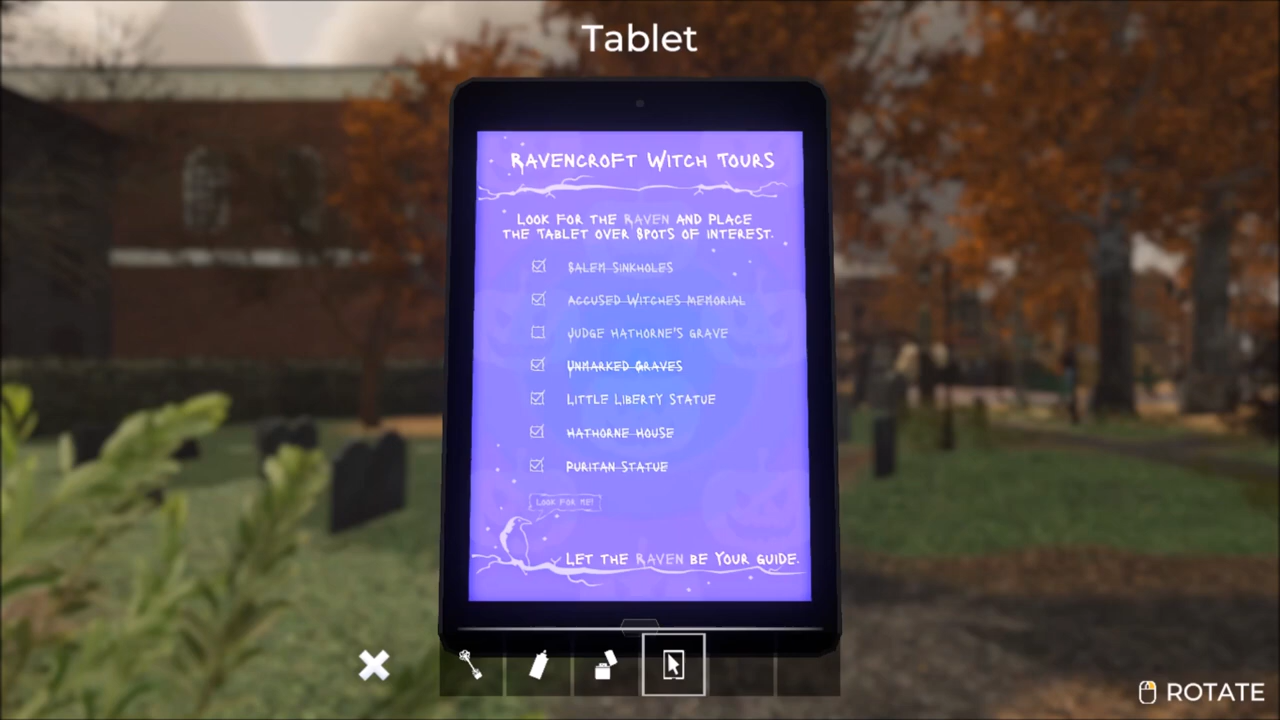 Tablet
RAVENCROFT WITCH TOURS
LOOK FOR THE RAVEN AND PLACE
THE TABLET OVER SPOTS OF INTEREST.
SALEM SINKHOLES
ACCUSED WITCHES MEMORIAL
JUDGE HATHORNE'S GRAVE
UNMARKED GRAVES
LITTLE LIBERTY STATUE
HATHORNE HOUSE
PURITAN STATUE
LOOK FOR ME!
LET THE RAVEN BE YOUR GUIDE.
ROTATE